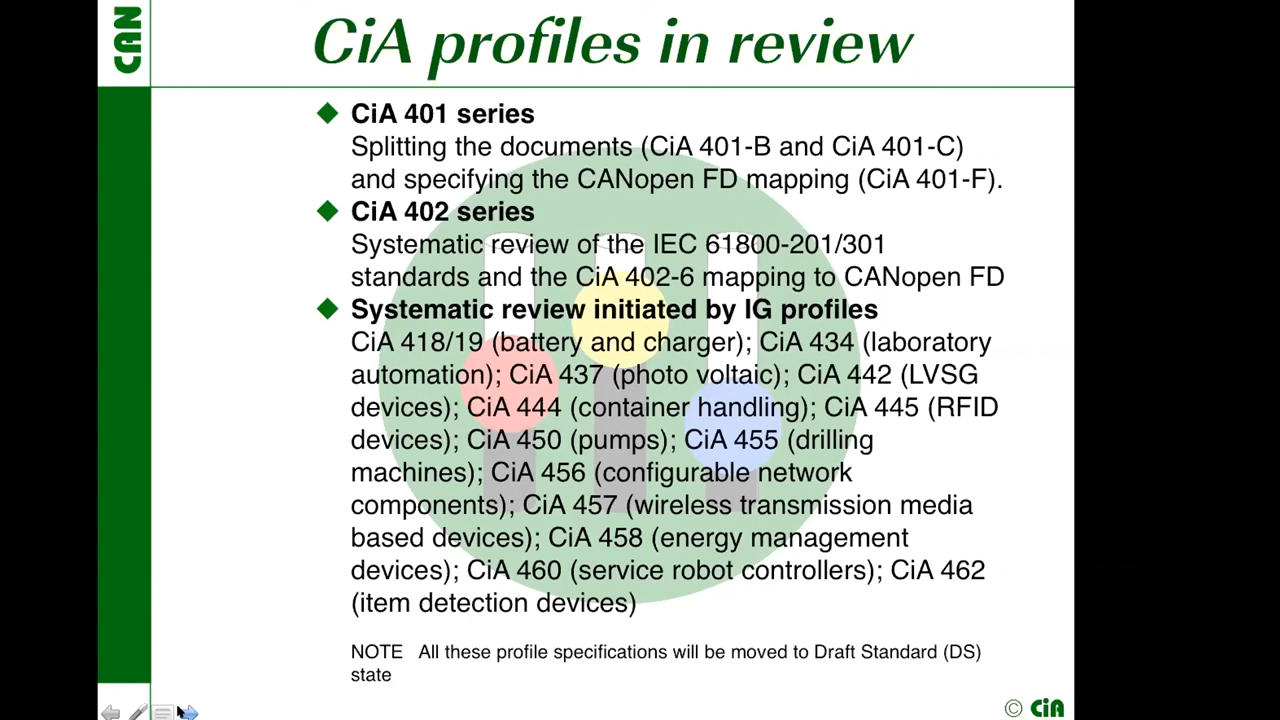 CAN
CiA profiles in review
CiA 401 series
Splitting the documents (CiA 401-B and CiA 401-C)
and specifying the CANopen FD mapping (CiA 401-F).
CiA 402 series
Systematic review of the IEC 61800-201/301
standards and the CiA 402-6 mapping to CANopen FD
Systematic review initiated by IG profiles
CiA 418/19 (battery and charger); CiA 434 (laboratory
automation); CiA 437 (photo voltaic); CiA 442 (LVSG
devices); CiA 444 (container handling); CiA 445 (RFID
devices); CiA 450 (pumps); CiA 455 (drilling
machines); CiA 456 (configurable network
components); CiA 457 (wireless transmission media
based devices); CiA 458 (energy management
devices); CiA 460 (service robot controllers); CiA 462
(item detection devices)
NOTE All these profile specifications will be moved to Draft Standard (DS)
state
© CiA